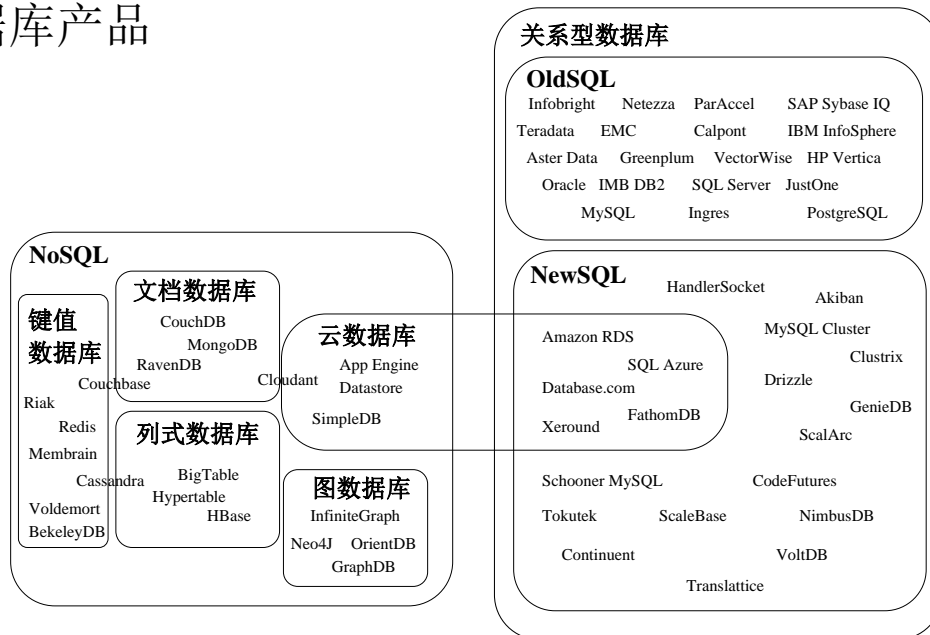 据库产品
关系型数据库
OldSQL
Infobright Netezza ParAccel SAP Sybase IQ
Teradata EMC Calpont IBM InfoSphere
Aster Data Greenplum VectorWise HP Vertica
Oracle IMB DB2 SQL Server JustOne
MySQL Ingres PostgreSQL
NoSQL
键值
数据库
Couchbase
Riak
Redis
Membrain
Cassandra
Voldemort
BekeleyDB
文档数据库
CouchDB
MongoDB
RavenDB
Cloudant
列式数据库
BigTable
Hypertable
HBase
云数据库
App Engine
Datastore
SimpleDB
图数据库
InfiniteGraph
Neo4J OrientDB
GraphDB
NewSQL
HandlerSocket
Akiban
Amazon RDS
MySQL Cluster
SQL Azure
Clustrix
Database.com
Drizzle
FathomDB
GenieDB
Xeround
ScalArc
Schooner MySQL CodeFutures
Tokutek ScaleBase NimbusDB
Continuent VoltDB
Translattice